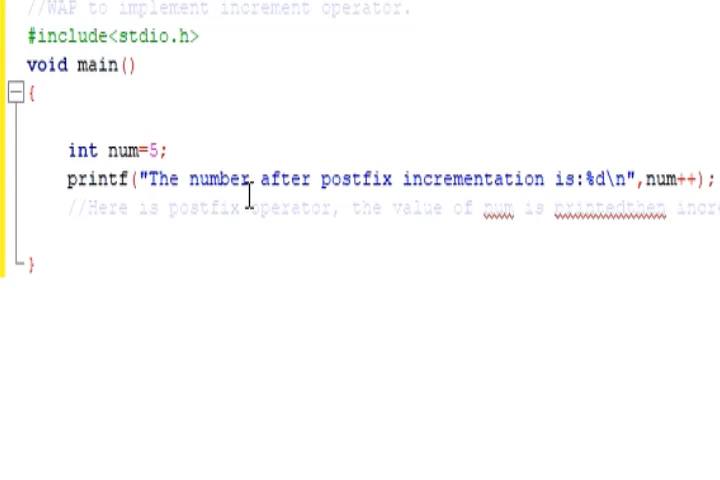 //WAP to implement increment operator.
#include<stdio.h>
void main()
{
int num=5;
printf("The number after postfix incrementation is:%d\n",num++);
//Here is postfix operator, the value of num is printedthen incr
}